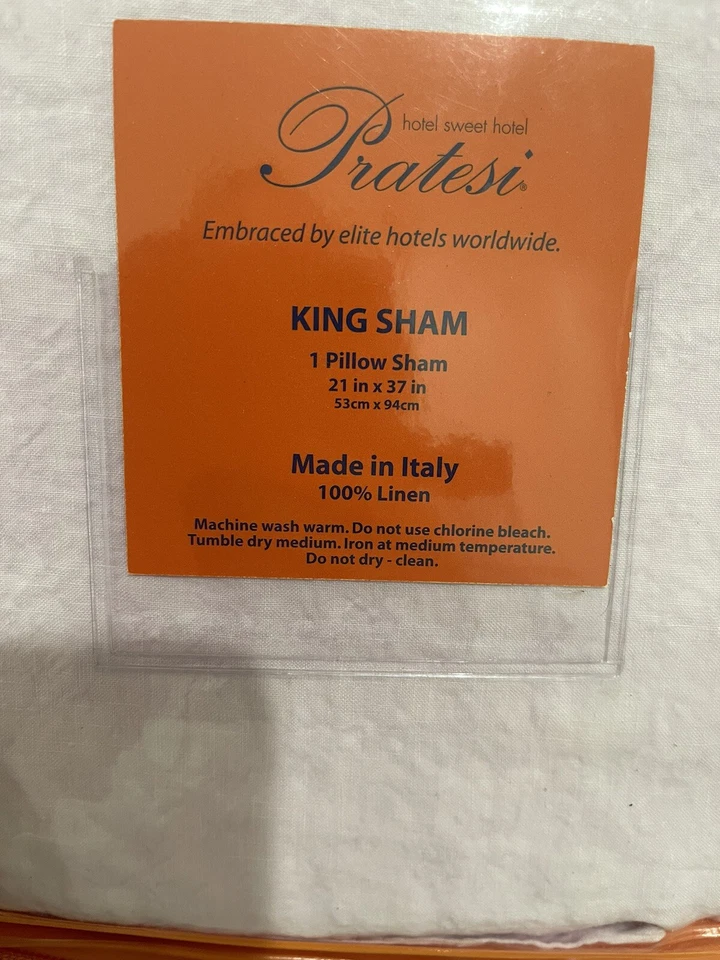 hotel sweet hotel
Pratesi®
Embraced by elite hotels worldwide.
KING SHAM
1 Pillow Sham
21 in x 37 in
53cm x 94cm
Made in Italy
100% Linen
Machine wash warm. Do not use chlorine bleach.
Tumble dry medium. Iron at medium temperature.
Do not dry - clean.